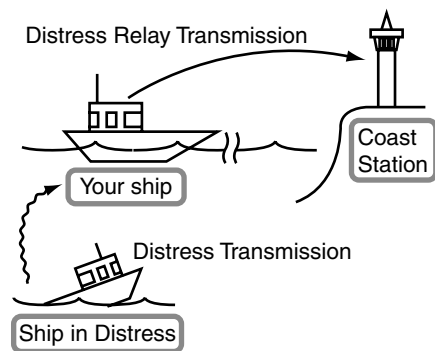 Distress Relay Transmission
Coast
Station
Your ship
Distress Transmission
Ship in Distress